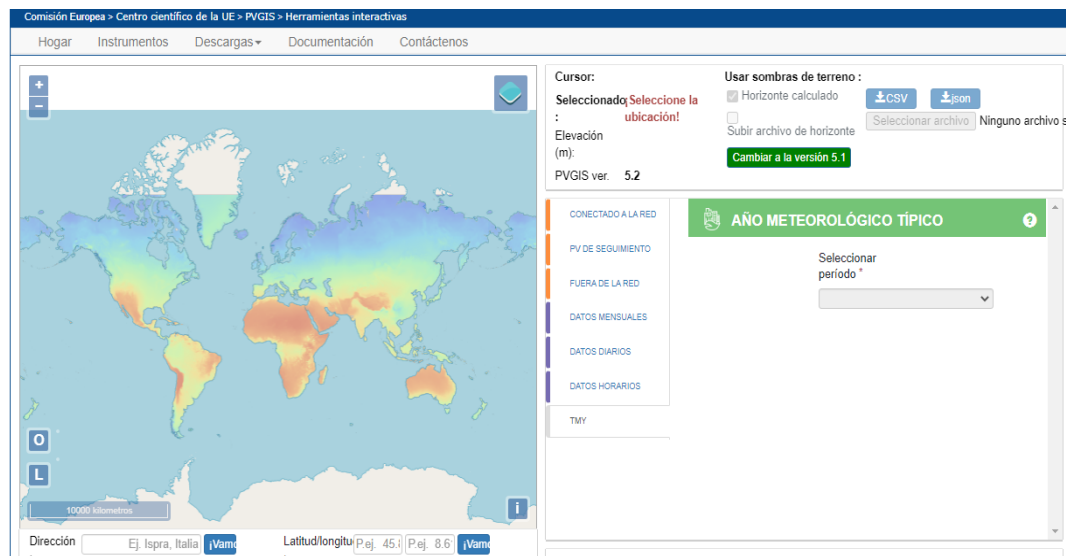 Comisión Europea > Centro científico de la UE > PVGIS > Herramientas interactivas
Hogar Instrumentos Descargas Documentación Contáctenos
+
−
Cursor:
Seleccionado ¡Seleccione la
: ubicación!
Elevación
(m):
PVGIS ver. 5.2
Usar sombras de terreno :
Horizonte calculado
CSV json
Subir archivo de horizonte
Seleccionar archivo Ninguno archivo s
Cambiar a la versión 5.1
CONECTADO A LA RED
PV DE SEGUIMIENTO
FUERA DE LA RED
DATOS MENSUALES
DATOS DIARIOS
DATOS HORARIOS
TMY
AÑO METEOROLÓGICO TÍPICO ?
Seleccionar
período *
O
L
10000 kilometros
i
Dirección Ej. Ispra, Italia ¡Vamo
Latitud/longitu P.ej. 45.8 P.ej. 8.6 ¡Vamo